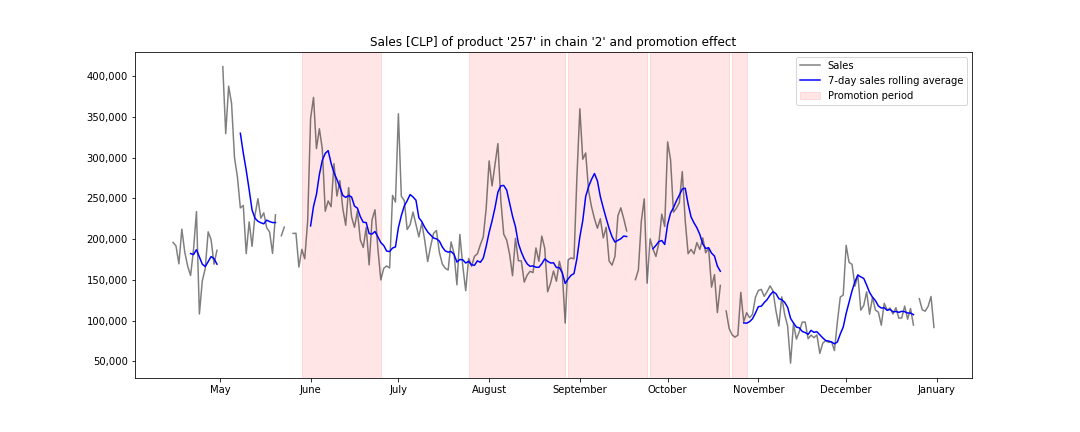 Sales [CLP] of product '257' in chain '2' and promotion effect
400,000
350,000
300,000
250,000
200,000
150,000
100,000
50,000
Sales
7-day sales rolling average
Promotion period
May June July August September October November December January